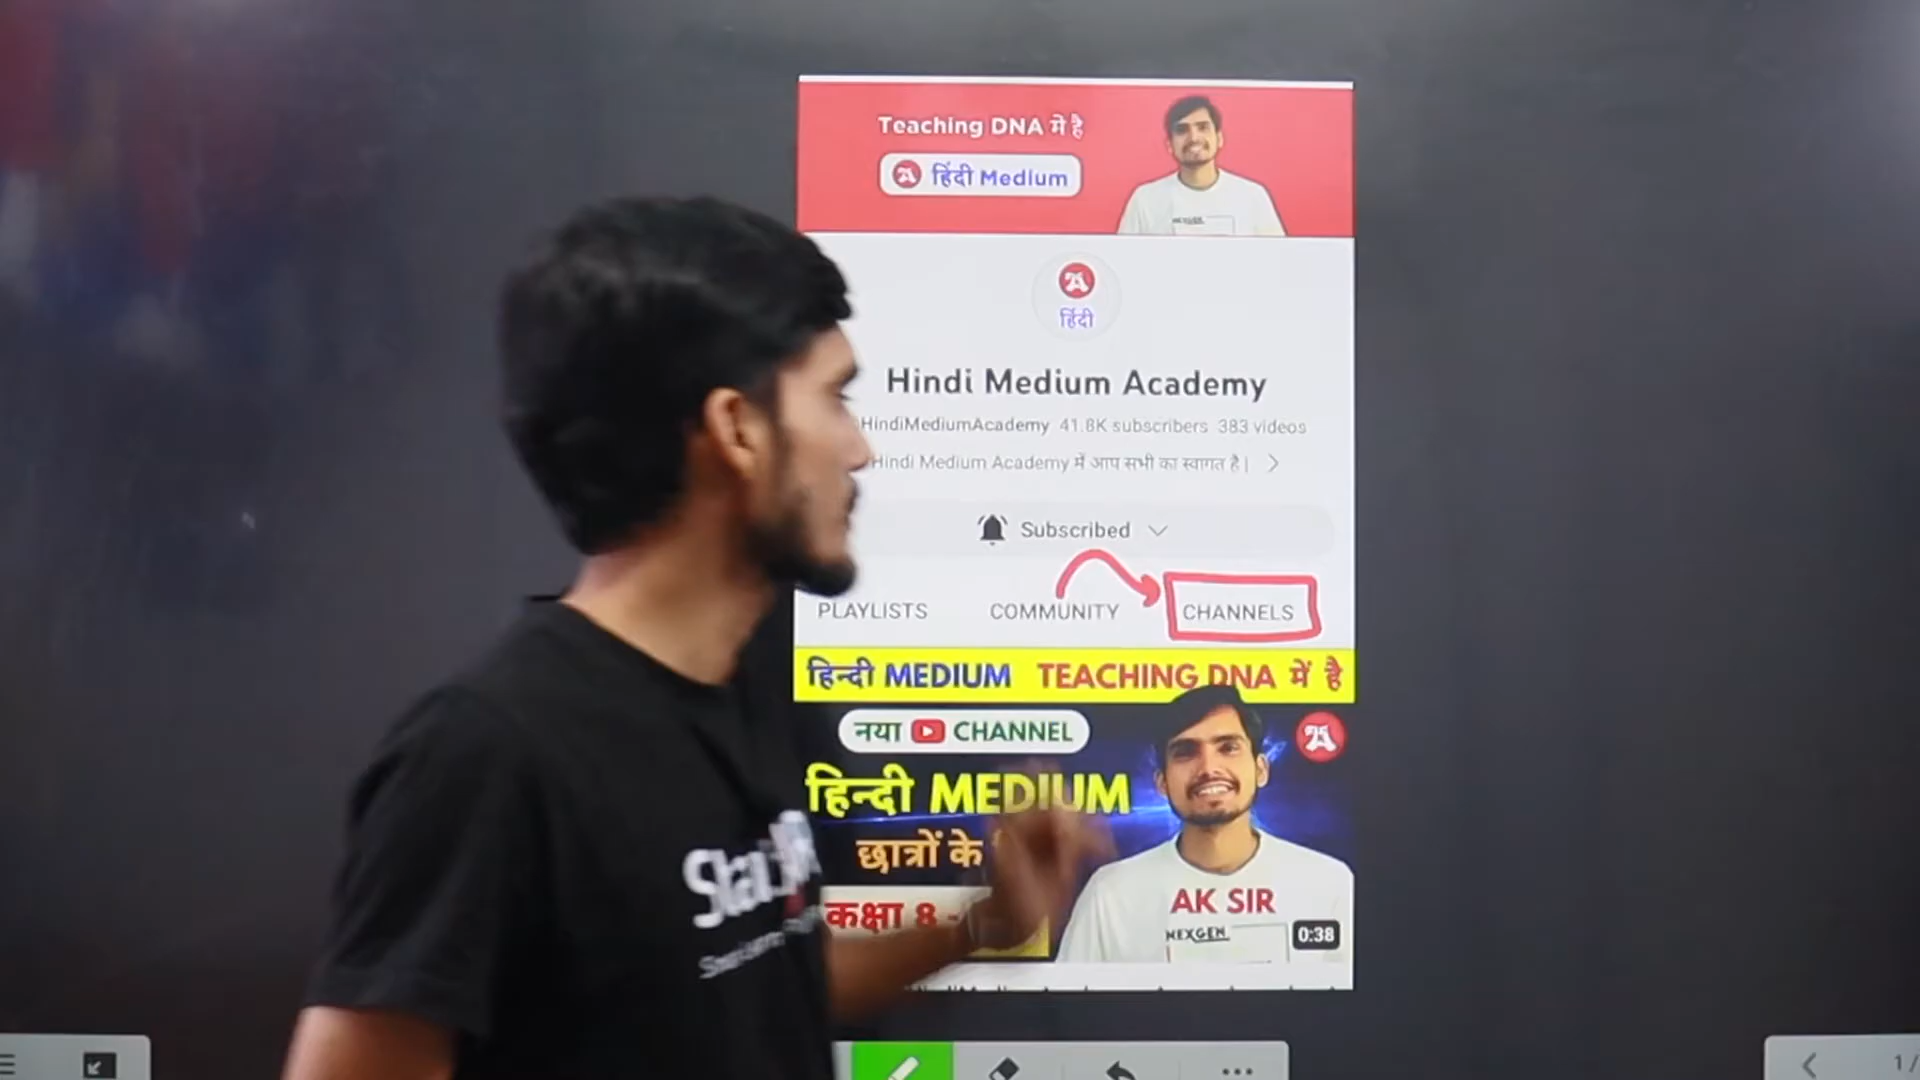 Teaching DNA मे है
हिंदी Medium
हिंदी
Hindi Medium Academy
HindiMediumAcademy 41.8K subscribers 383 videos
Hindi Medium Academy में आप सभी का स्वागत है |
Subscribed
PLAYLISTS COMMUNITY CHANNELS
हिन्दी MEDIUM TEACHING DNA में है
नया CHANNEL
हिन्दी MEDIUM
छात्रों के
कक्षा 8 -
AK SIR
NEXGEN
0:38